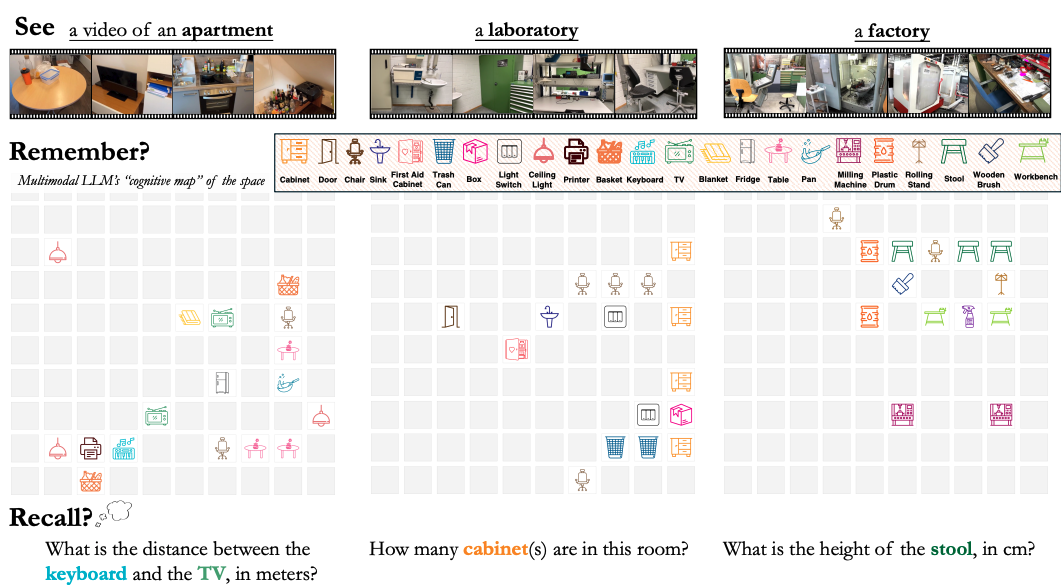 See a video of an apartment
a laboratory
a factory
Remember?
Multimodal LLM's "cognitive map" of the space
Cabinet Door Chair Sink First Aid Cabinet Trash Can Box Light Switch Ceiling Light Printer Basket Keyboard TV Blanket Fridge Table Pan Milling Machine Plastic Drum Rolling Stand Stool Wooden Brush Workbench
Recall?
What is the distance between the
keyboard and the TV, in meters?
How many cabinet(s) are in this room?
What is the height of the stool, in cm?